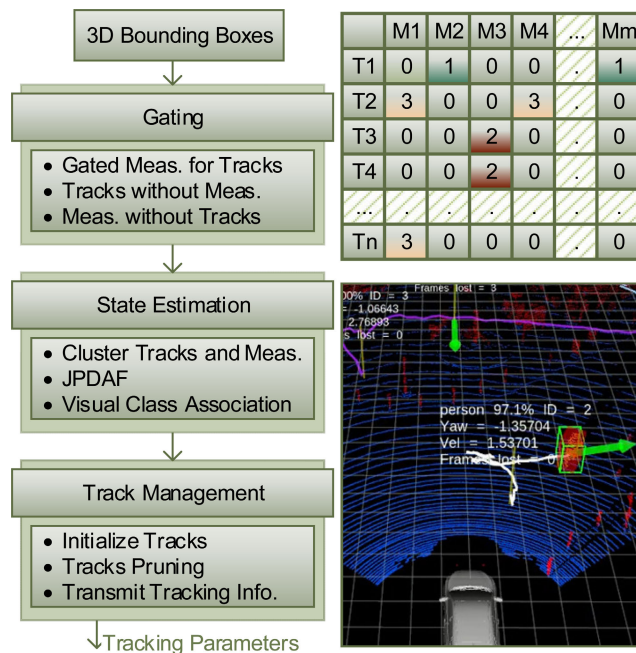 3D Bounding Boxes
Gating
• Gated Meas. for Tracks
• Tracks without Meas.
• Meas. without Tracks
State Estimation
• Cluster Tracks and Meas.
• JPDAF
• Visual Class Association
Track Management
• Initialize Tracks
• Tracks Pruning
• Transmit Tracking Info.
Tracking Parameters
M1 M2 M3 M4 ... Mm
T1 0 1 0 0 . 1
T2 3 0 0 3 . 0
T3 0 0 2 0 . 0
T4 0 0 2 0 . 0
... . . . . . .
Tn 3 0 0 0 . 0
Frames lost = 3
00% ID = 3
= -1.06643
2.76893
s lost = 0
person 97.1% ID = 2
Yaw = -1.35704
Vel = 1.53701
Frames lost = 0